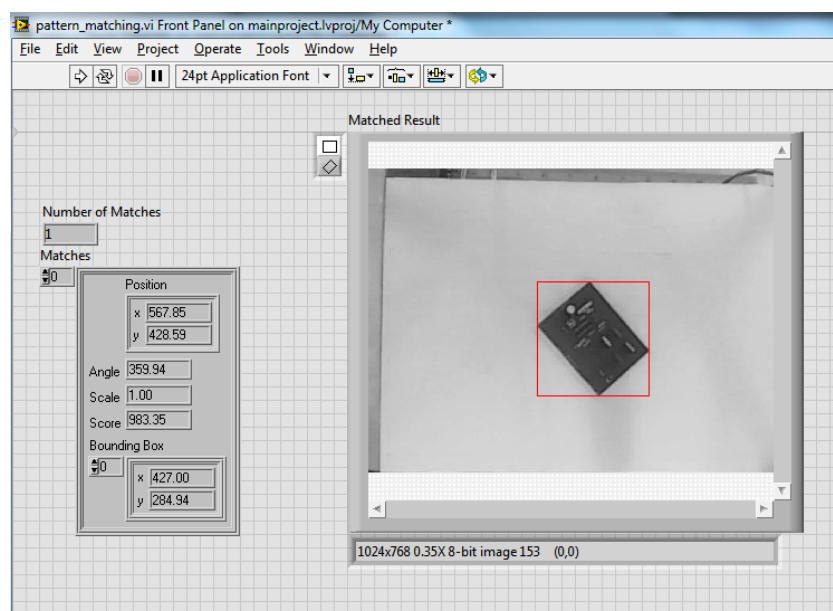 pattern_matching.vi Front Panel on mainproject.lvproj/My Computer *
File Edit View Project Operate Tools Window Help
24pt Application Font
Matched Result
Number of Matches
1
Matches
0
Position
x 567.85
y 428.59
Angle 359.94
Scale 1.00
Score 983.35
Bounding Box
0
x 427.00
y 284.94
1024x768 0.35X 8-bit image 153 (0,0)